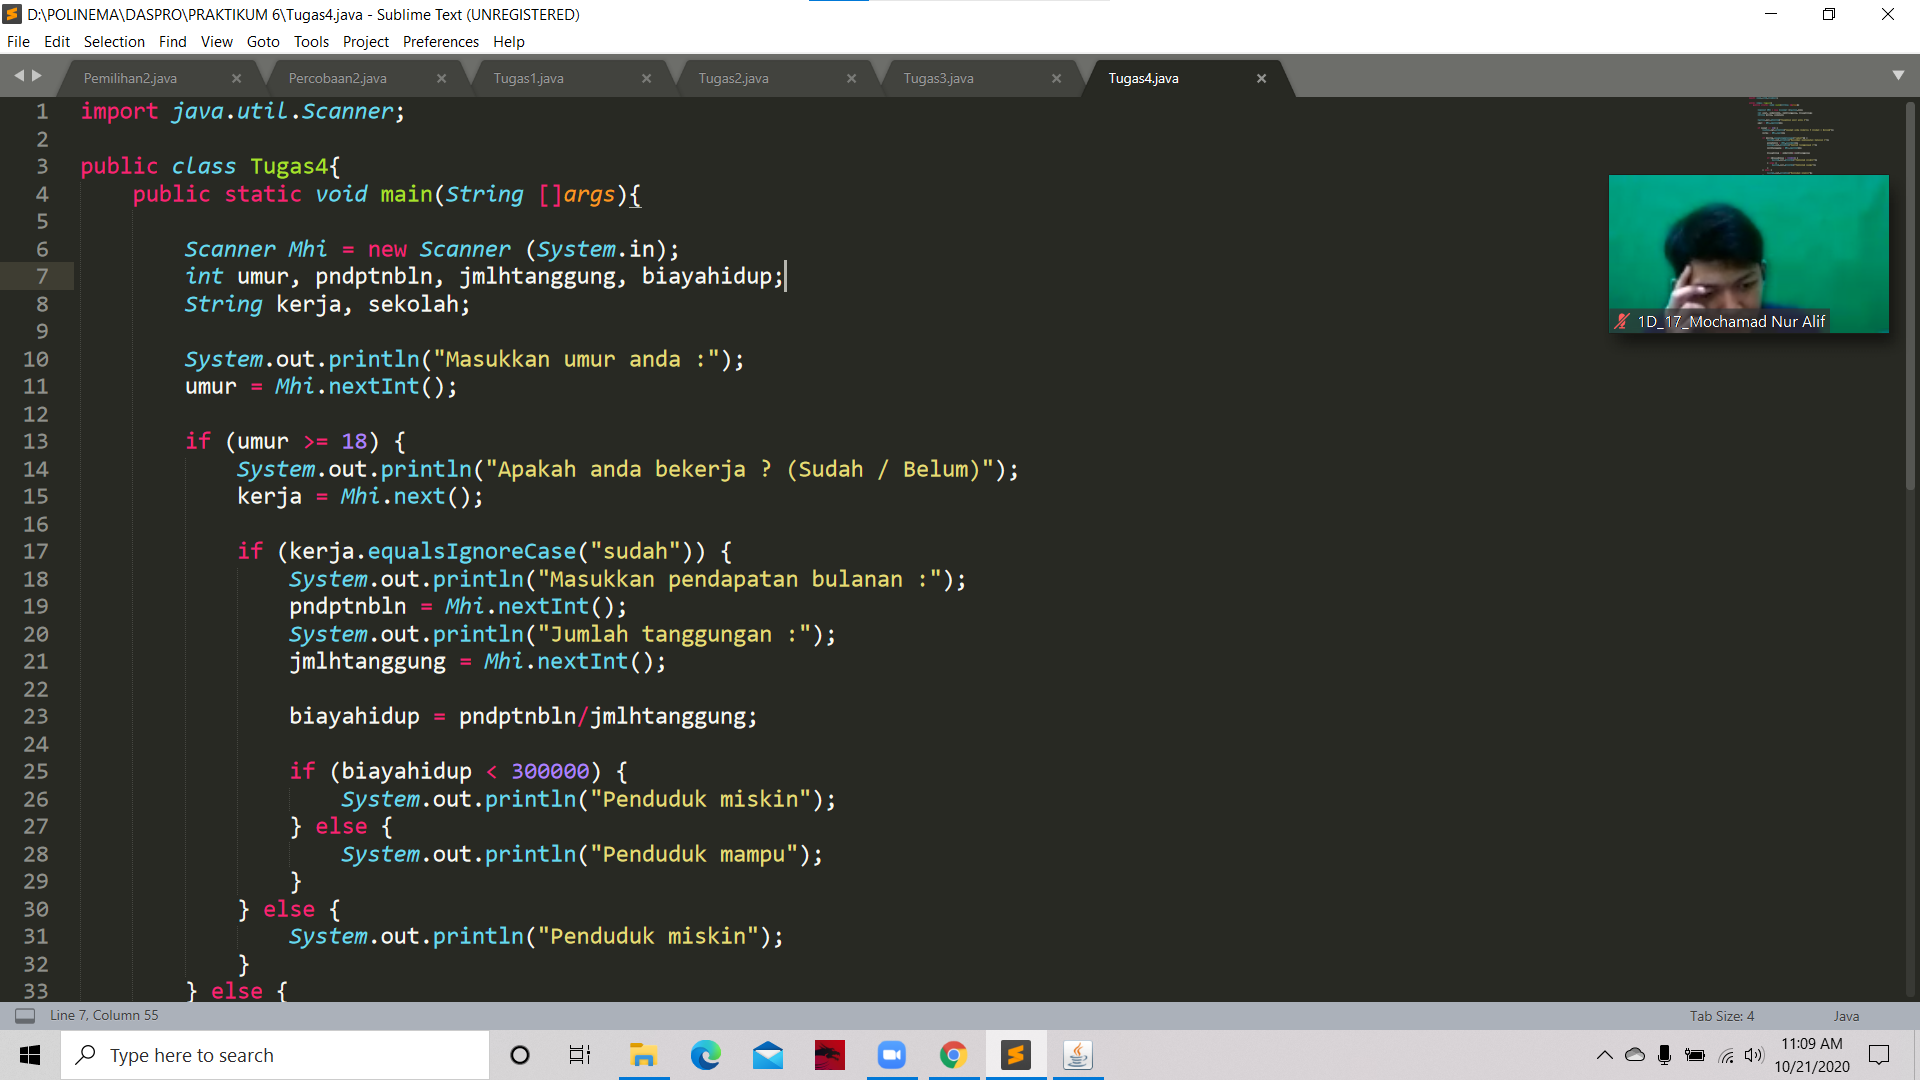 D:\POLINEMA\DASPRO\PRAKTIKUM 6\Tugas4.java - Sublime Text (UNREGISTERED)
File Edit Selection Find View Goto Tools Project Preferences Help
Pemilihan2.java Percobaan2.java Tugas1.java Tugas2.java Tugas3.java Tugas4.java
1 import java.util.Scanner;
2
3 public class Tugas4{
4 public static void main(String []args){
5
6 Scanner Mhi = new Scanner (System.in);
7 int umur, pndptnbln, jmlhtanggung, biayahidup;
8 String kerja, sekolah;
9
10 System.out.println("Masukkan umur anda :");
11 umur = Mhi.nextInt();
12
13 if (umur >= 18) {
14 System.out.println("Apakah anda bekerja ? (Sudah / Belum)");
15 kerja = Mhi.next();
16
17 if (kerja.equalsIgnoreCase("sudah")) {
18 System.out.println("Masukkan pendapatan bulanan :");
19 pndptnbln = Mhi.nextInt();
20 System.out.println("Jumlah tanggungan :");
21 jmlhtanggung = Mhi.nextInt();
22
23 biayahidup = pndptnbln/jmlhtanggung;
24
25 if (biayahidup < 300000) {
26 System.out.println("Penduduk miskin");
27 } else {
28 System.out.println("Penduduk mampu");
29 }
30 } else {
31 System.out.println("Penduduk miskin");
32 }
33 } else {
1D_17_Mochamad Nur Alif
Line 7, Column 55
Tab Size: 4
Java
Type here to search
11:09 AM
10/21/2020